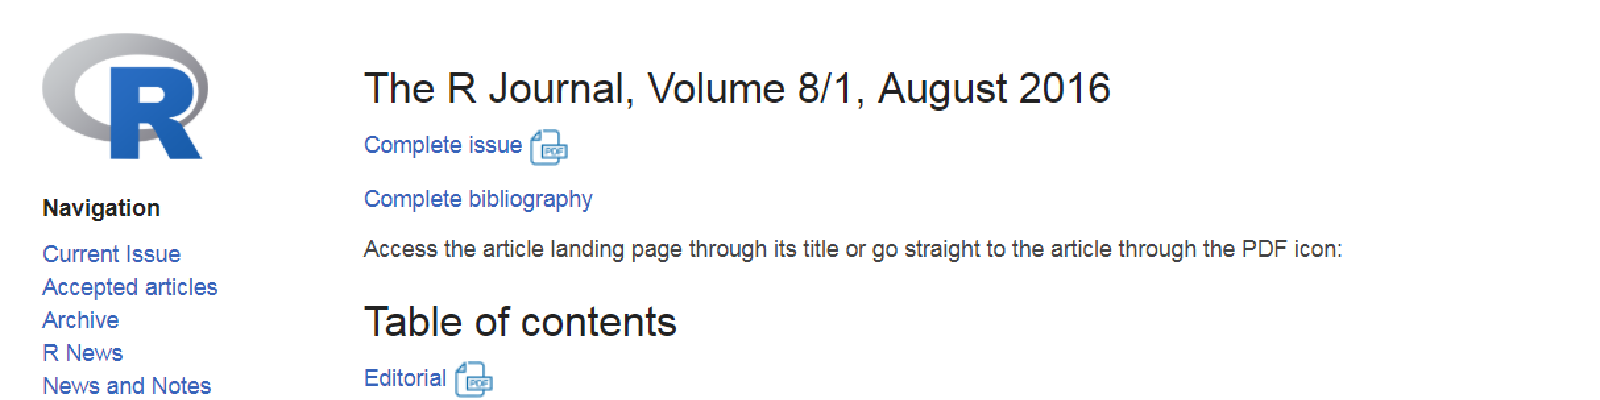 R
Navigation
Current Issue
Accepted articles
Archive
R News
News and Notes
The R Journal, Volume 8/1, August 2016
Complete issue PDF
Complete bibliography
Access the article landing page through its title or go straight to the article through the PDF icon:
Table of contents
Editorial PDF